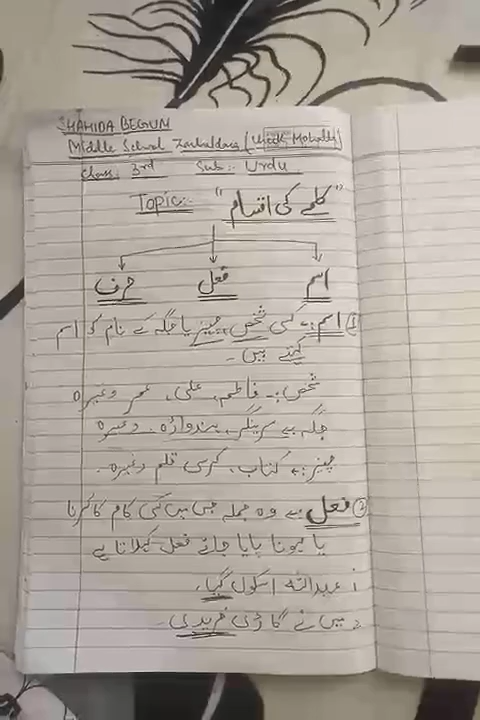 SHAHIDA BEGUM
Middle School
Class: 3rd Sub:- Urdu
Topic:- "کلمے کی اقسام"
اسم فعل حرف
① اسم:۔ کسی شخص، چیز یا جگہ کے نام کو اسم
کہتے ہیں۔
شخص:۔ فاطمہ، علی، عمر وغیرہ
جگہ:۔ سرینگر، ہندواڑہ، وغیرہ
چیز:۔ کتاب، کرسی قلم وغیرہ۔
② فعل:۔ وہ جملہ جس میں کسی کام کا کرنا
یا ہونا پایا جائے فعل کہلاتا ہے
عبداللہ اسکول گیا۔
میں نے گاڑی خریدی۔